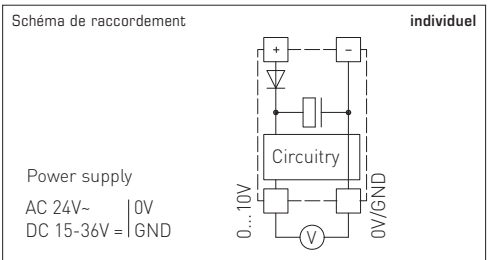 Schéma de raccordement
individuel
+ −
Circuitry
Power supply
AC 24V~ | 0V
DC 15-36V = | GND
0...10V
0V/GND
V